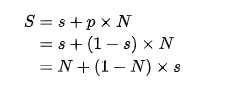 S = s + p × N
= s + (1 − s) × N
= N + (1 − N) × s